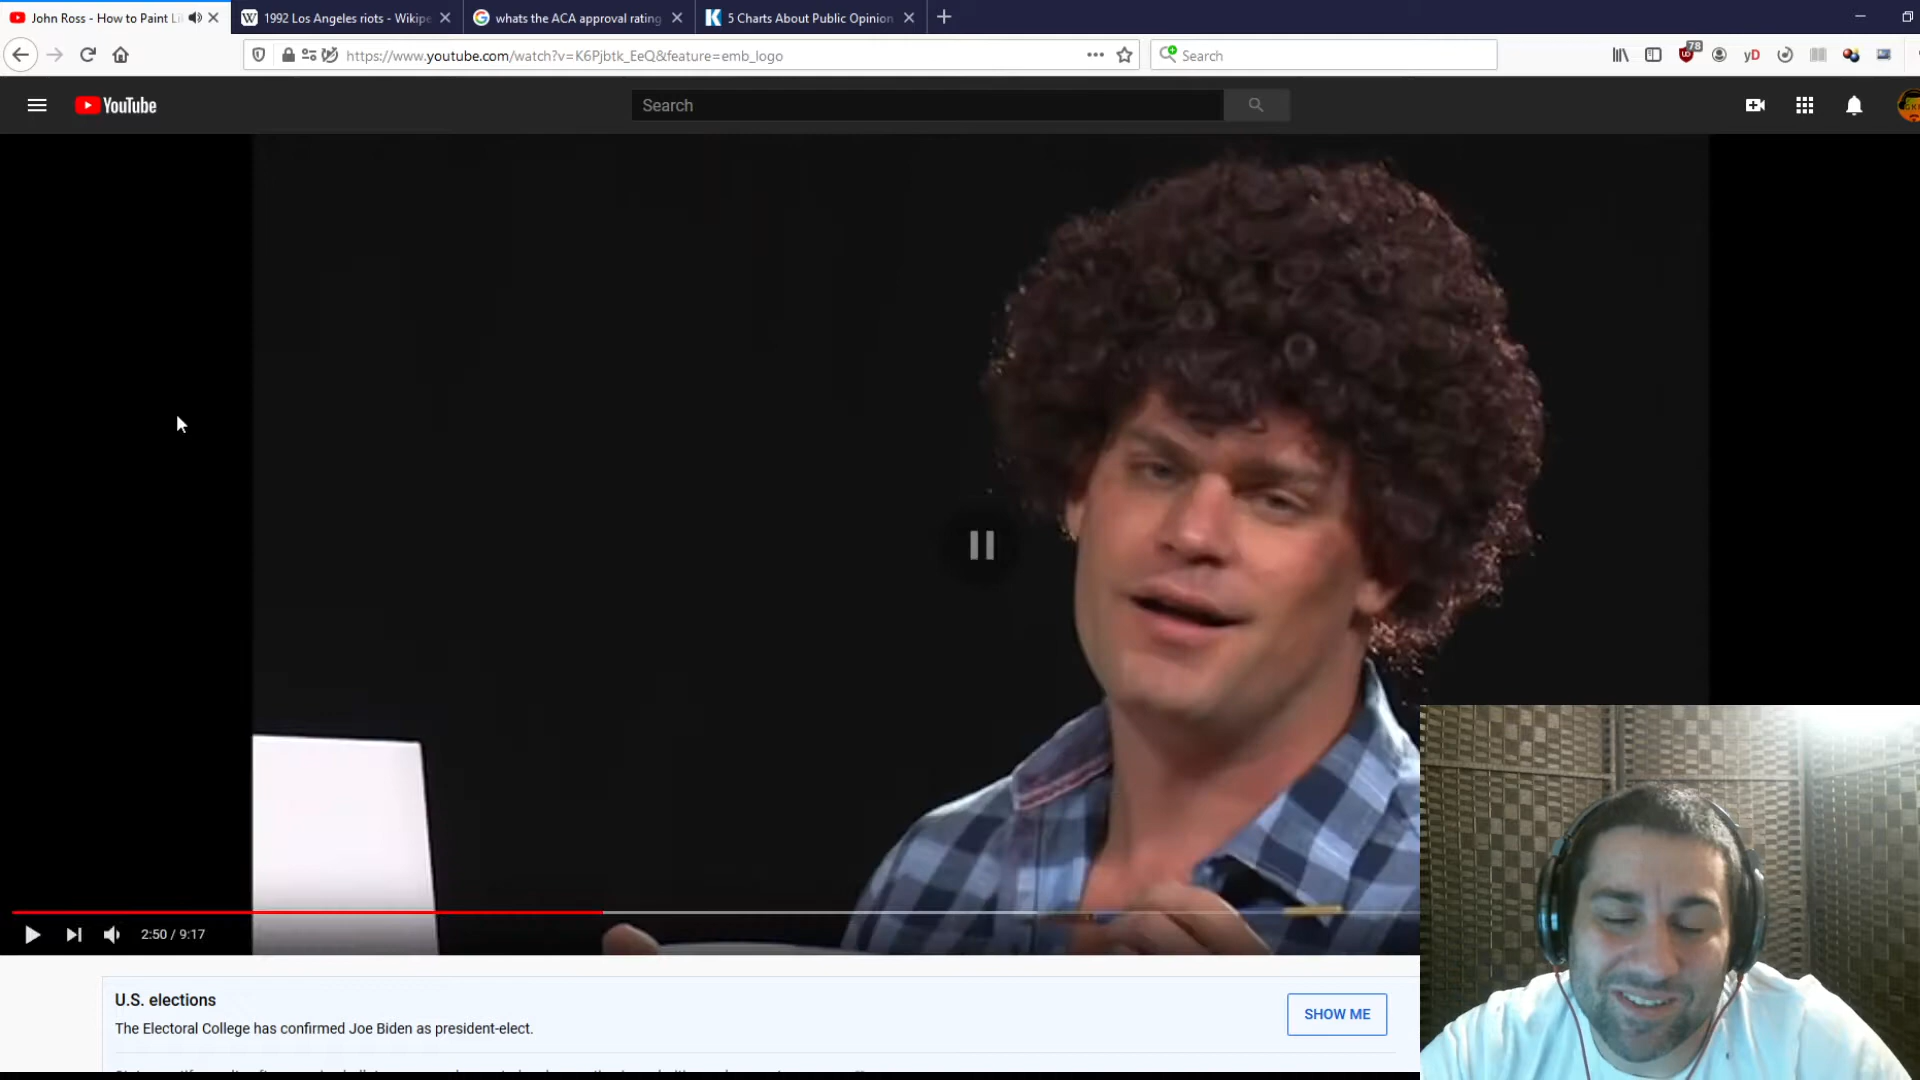 John Ross - How to Paint Li
1992 Los Angeles riots - Wikipe
whats the ACA approval rating
5 Charts About Public Opinion
https://www.youtube.com/watch?v=K6Pjbtk_EeQ&feature=emb_logo
Search
78
yD
YouTube
Search
2:50 / 9:17
U.S. elections
The Electoral College has confirmed Joe Biden as president-elect.
SHOW ME